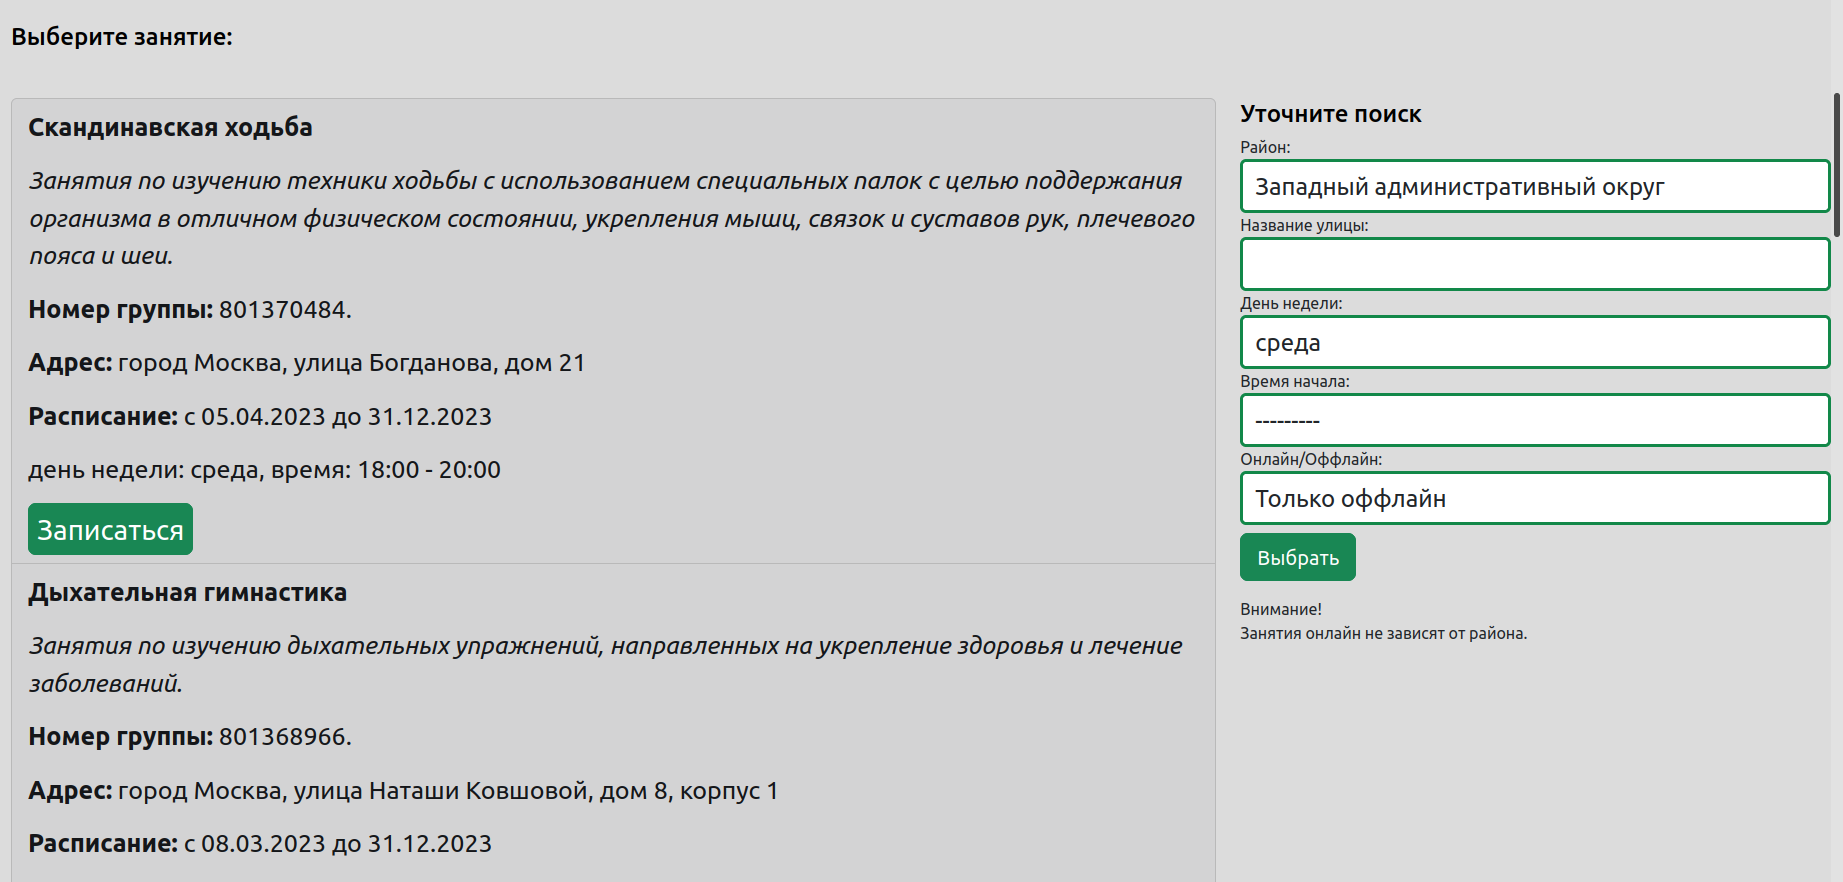 Выберите занятие:
Скандинавская ходьба
Занятия по изучению техники ходьбы с использованием специальных палок с целью поддержания
организма в отличном физическом состоянии, укрепления мышц, связок и суставов рук, плечевого
пояса и шеи.
Номер группы: 801370484.
Адрес: город Москва, улица Богданова, дом 21
Расписание: с 05.04.2023 до 31.12.2023
день недели: среда, время: 18:00 - 20:00
Записаться
Дыхательная гимнастика
Занятия по изучению дыхательных упражнений, направленных на укрепление здоровья и лечение
заболеваний.
Номер группы: 801368966.
Адрес: город Москва, улица Наташи Ковшовой, дом 8, корпус 1
Расписание: с 08.03.2023 до 31.12.2023
Уточните поиск
Район:
Западный административный округ
Название улицы:
День недели:
среда
Время начала:
---------
Онлайн/Оффлайн:
Только оффлайн
Выбрать
Внимание!
Занятия онлайн не зависят от района.